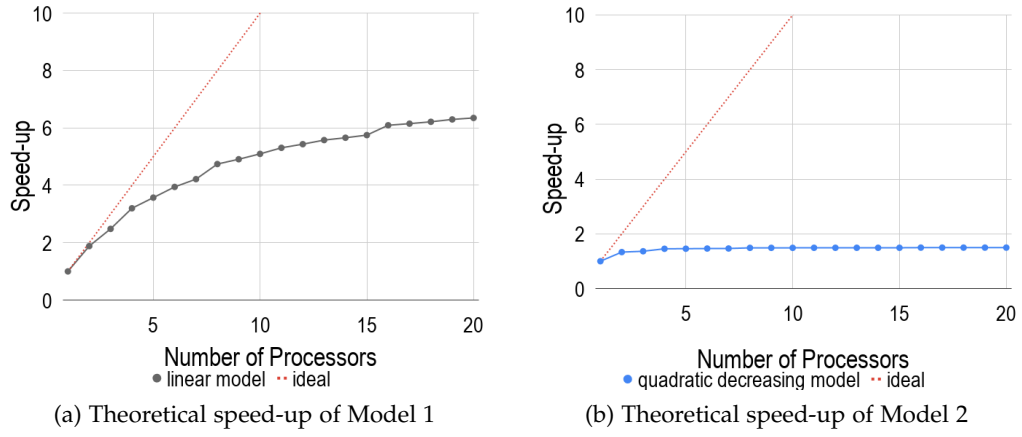 10
8
6
4
2
0
Speed-up
5
10
15
20
Number of Processors
linear model
ideal
(a) Theoretical speed-up of Model 1
10
8
6
4
2
0
Speed-up
5
10
15
20
Number of Processors
quadratic decreasing model
ideal
(b) Theoretical speed-up of Model 2